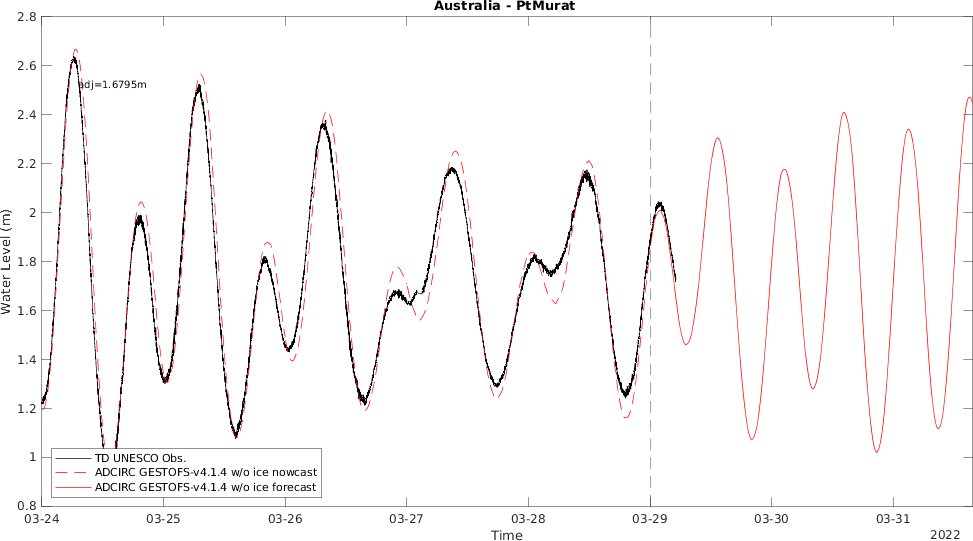 Australia - PtMurat
2.8
2.6
adj=1.6795m
2.4
2.2
2
1.8
1.6
1.4
1.2
1
0.8
Water Level (m)
TD UNESCO Obs.
ADCIRC GESTOFS-v4.1.4 w/o ice nowcast
ADCIRC GESTOFS-v4.1.4 w/o ice forecast
03-24 03-25 03-26 03-27 03-28 03-29 03-30 03-31
Time
2022